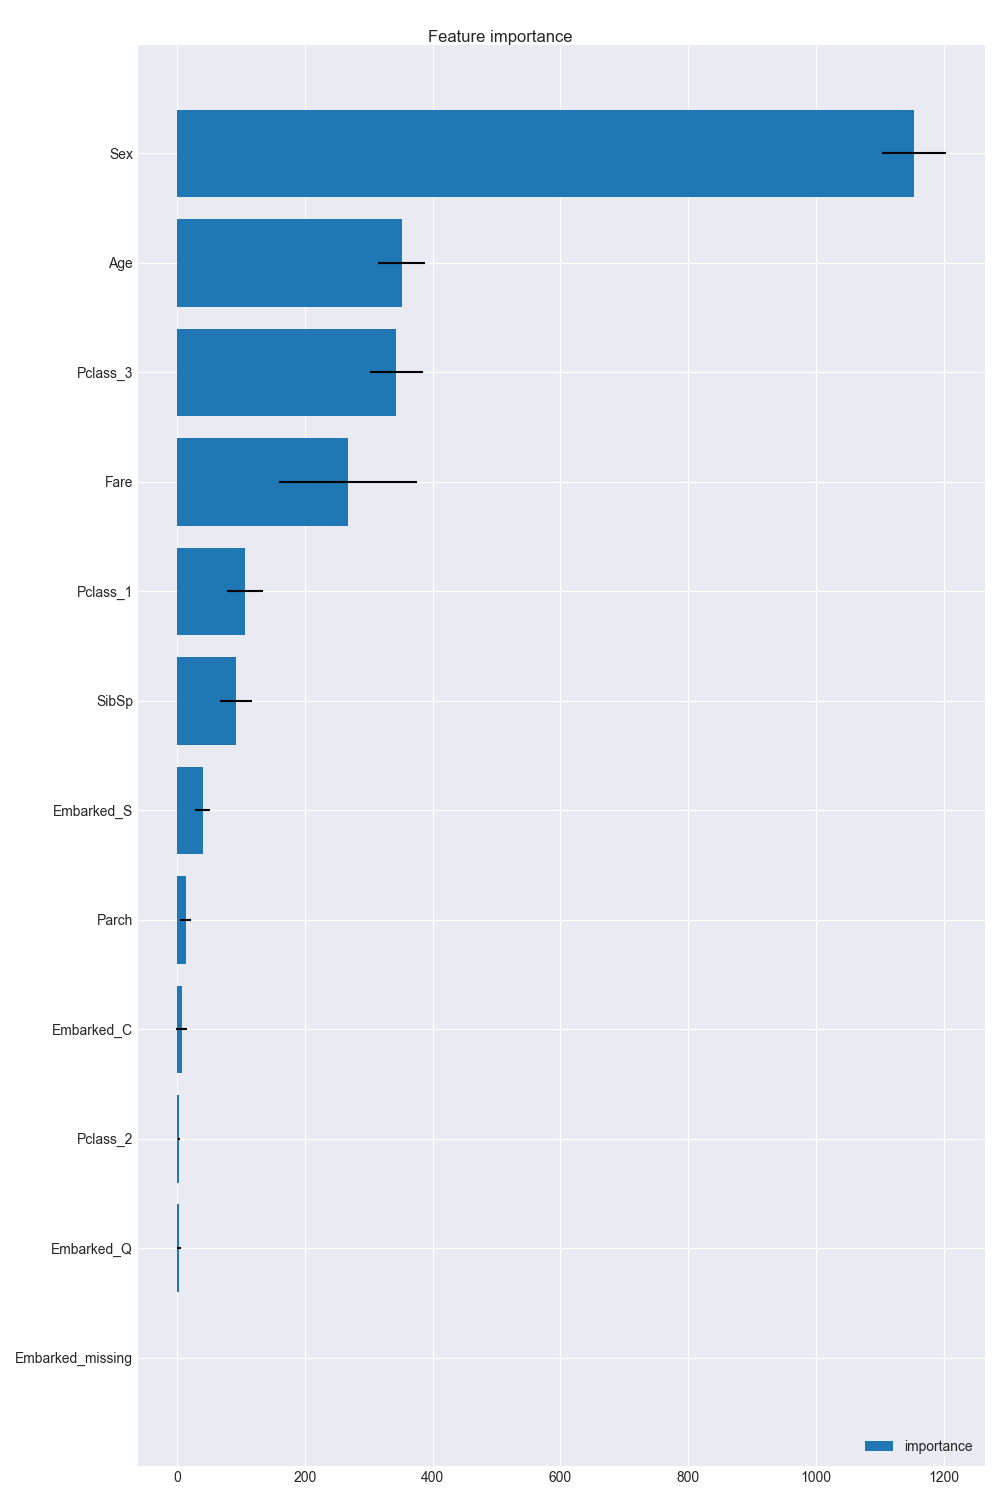 Feature importance
Sex
Age
Pclass_3
Fare
Pclass_1
SibSp
Embarked_S
Parch
Embarked_C
Pclass_2
Embarked_Q
Embarked_missing
importance
0 200 400 600 800 1000 1200